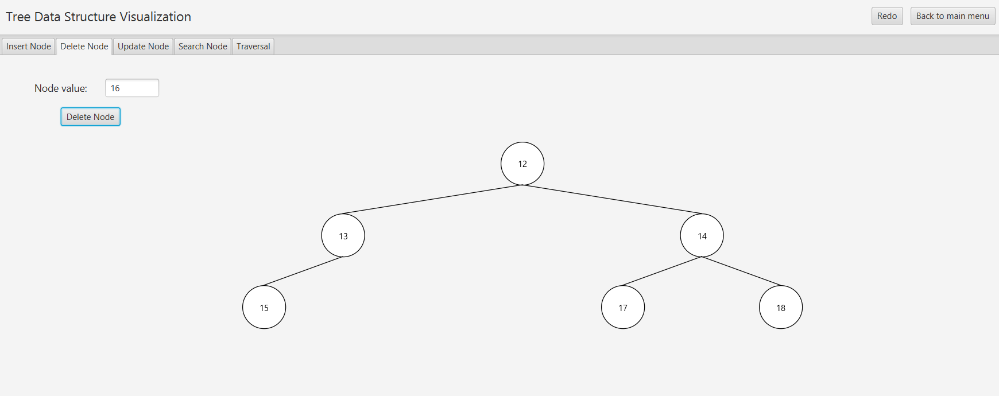 Tree Data Structure Visualization
Redo
Back to main menu
Insert Node
Delete Node
Update Node
Search Node
Traversal
Node value:
16
Delete Node
12
13
14
15
17
18